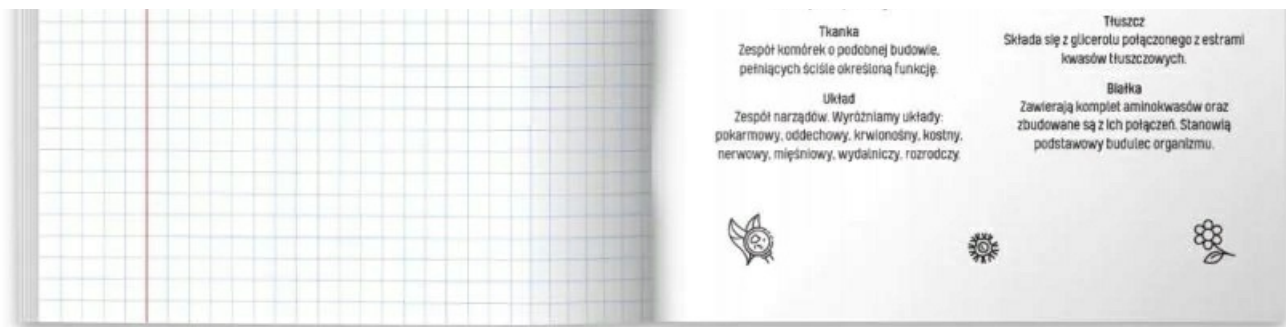 Tkanka
Zespół komórek o podobnej budowie,
pełniących ściśle określoną funkcję.
Układ
Zespół narządów. Wyróżniamy układy:
pokarmowy, oddechowy, krwionośny, kostny,
nerwowy, mięśniowy, wydalniczy, rozrodczy.
Tłuszcz
Składa się z glicerolu połączonego z estrami
kwasów tłuszczowych.
Białka
Zawierają komplet aminokwasów oraz
zbudowane są z ich połączeń. Stanowią
podstawowy budulec organizmu.